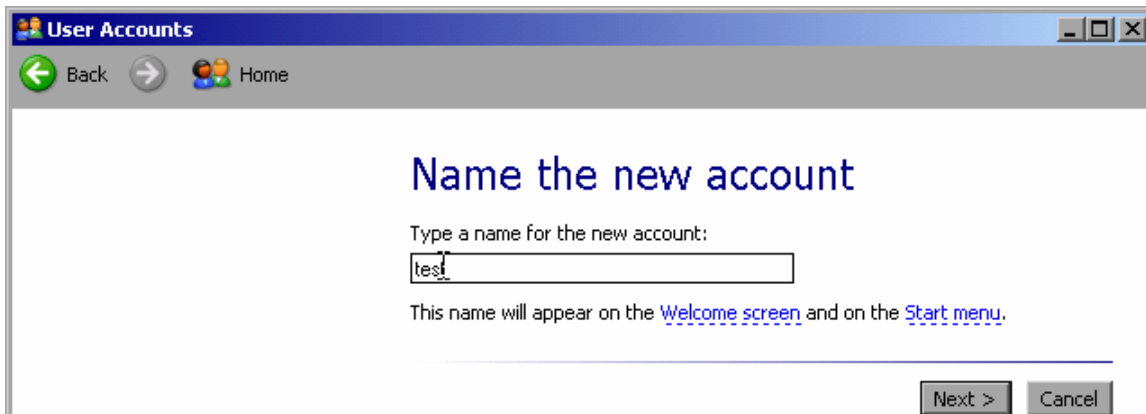 User Accounts
Back Home
Name the new account
Type a name for the new account:
test
This name will appear on the Welcome screen and on the Start menu.
Next > Cancel